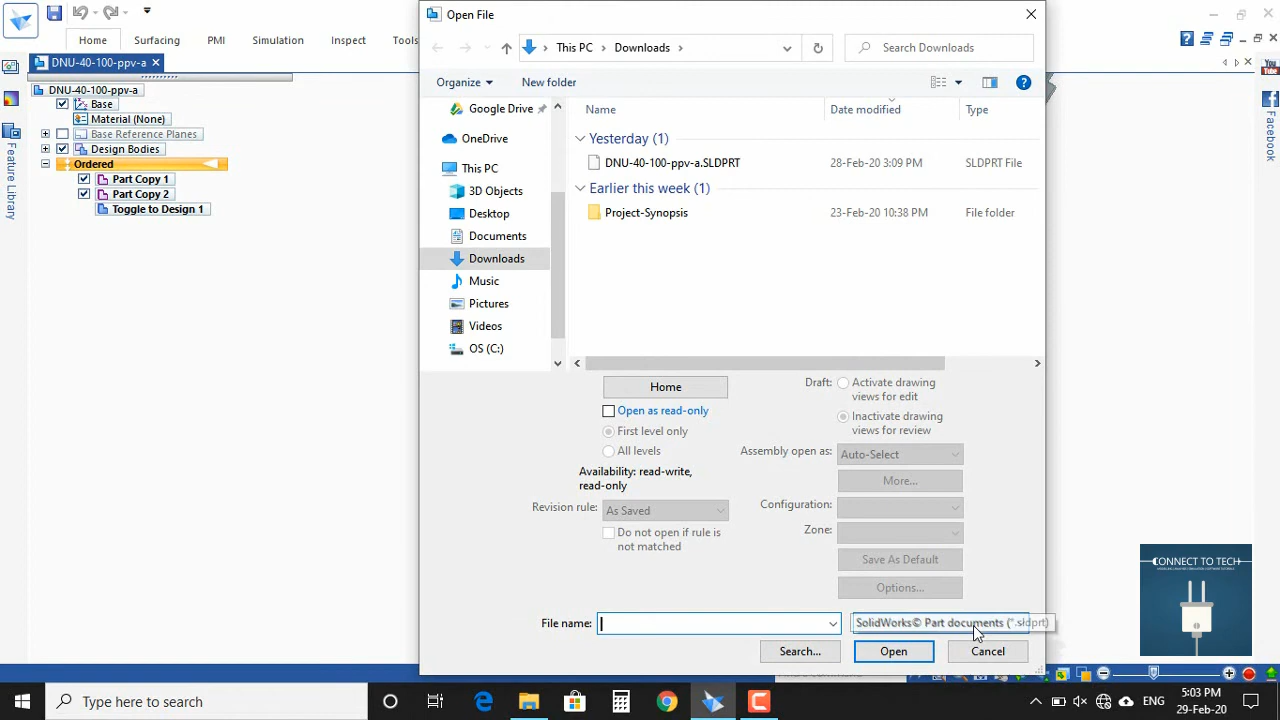 Open File
Home
Surfacing
PMI
Simulation
Inspect
Tools
This PC
Downloads
Search Downloads
DNU-40-100-ppv-a
Organize
New folder
DNU-40-100-ppv-a
Base
Material (None)
Base Reference Planes
Design Bodies
Ordered
Part Copy 1
Part Copy 2
Toggle to Design 1
Feature Library
Google Drive
OneDrive
This PC
3D Objects
Desktop
Documents
Downloads
Music
Pictures
Videos
OS (C:)
Name
Date modified
Type
Yesterday (1)
DNU-40-100-ppv-a.SLDPRT
28-Feb-20 3:09 PM
SLDPRT File
Earlier this week (1)
Project-Synopsis
23-Feb-20 10:38 PM
File folder
You
Tube
Facebook
Home
Open as read-only
First level only
All levels
Availability: read-write,
read-only
Revision rule:
As Saved
Do not open if rule is
not matched
Draft:
Activate drawing
views for edit
Inactivate drawing
views for review
Assembly open as:
Auto-Select
More...
Configuration:
Zone:
Save As Default
Options...
File name:
SolidWorks© Part documents (*.sldprt)
Search...
Open
Cancel
CONNECT TO TECH
Type here to search
ENG
5:03 PM
29-Feb-20